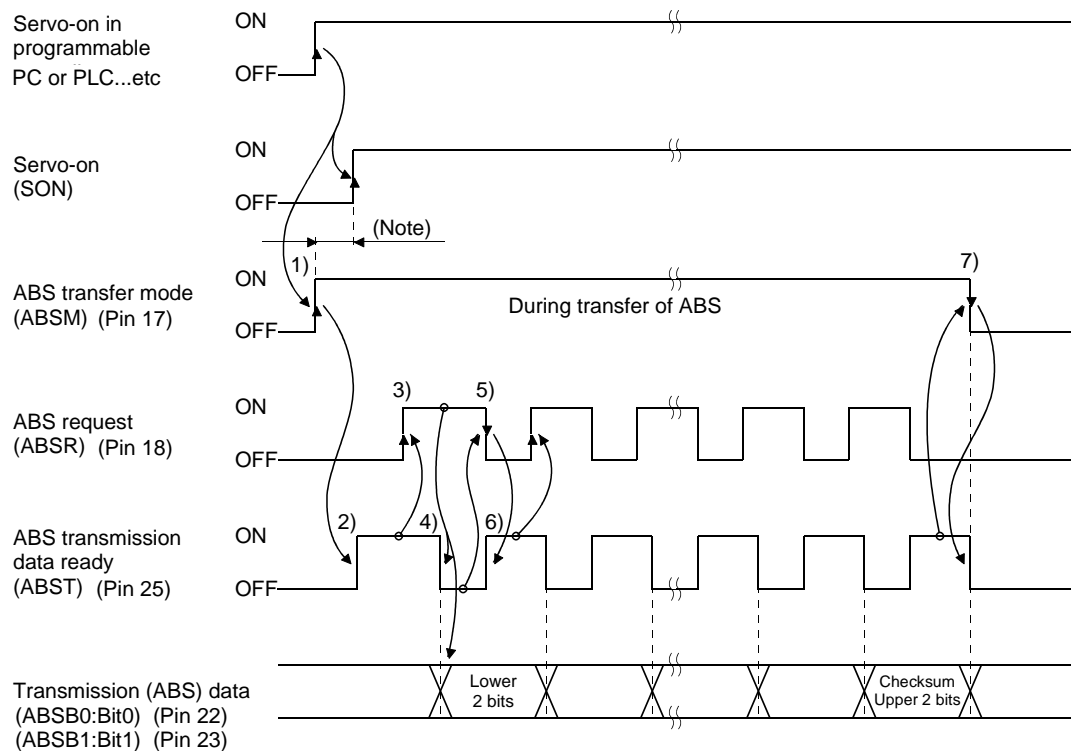 Servo-on in
programmable
PC or PLC...etc
ON
OFF
Servo-on
(SON)
ON
OFF
(Note)
ABS transfer mode
(ABSM) (Pin 17)
ON
OFF
1)
During transfer of ABS
7)
ABS request
(ABSR) (Pin 18)
ON
OFF
3)
5)
ABS transmission
data ready
(ABST) (Pin 25)
ON
OFF
2)
4)
6)
Transmission (ABS) data
(ABSB0:Bit0) (Pin 22)
(ABSB1:Bit1) (Pin 23)
Lower
2 bits
Checksum
Upper 2 bits